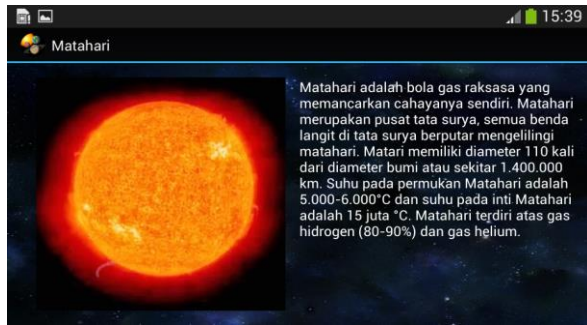 15:39
Matahari
Matahari adalah bola gas raksasa yang
memancarkan cahayanya sendiri. Matahari
merupakan pusat tata surya, semua benda
langit di tata surya berputar mengelilingi
matahari. Matari memiliki diameter 110 kali
dari diameter bumi atau sekitar 1.400.000
km. Suhu pada permukan Matahari adalah
5.000-6.000°C dan suhu pada inti Matahari
adalah 15 juta °C. Matahari terdiri atas gas
hidrogen (80-90%) dan gas helium.